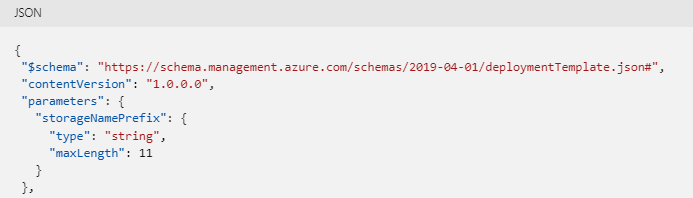 JSON
{
"$schema": "https://schema.management.azure.com/schemas/2019-04-01/deploymentTemplate.json#",
"contentVersion": "1.0.0.0",
"parameters": {
"storageNamePrefix": {
"type": "string",
"maxLength": 11
}
},